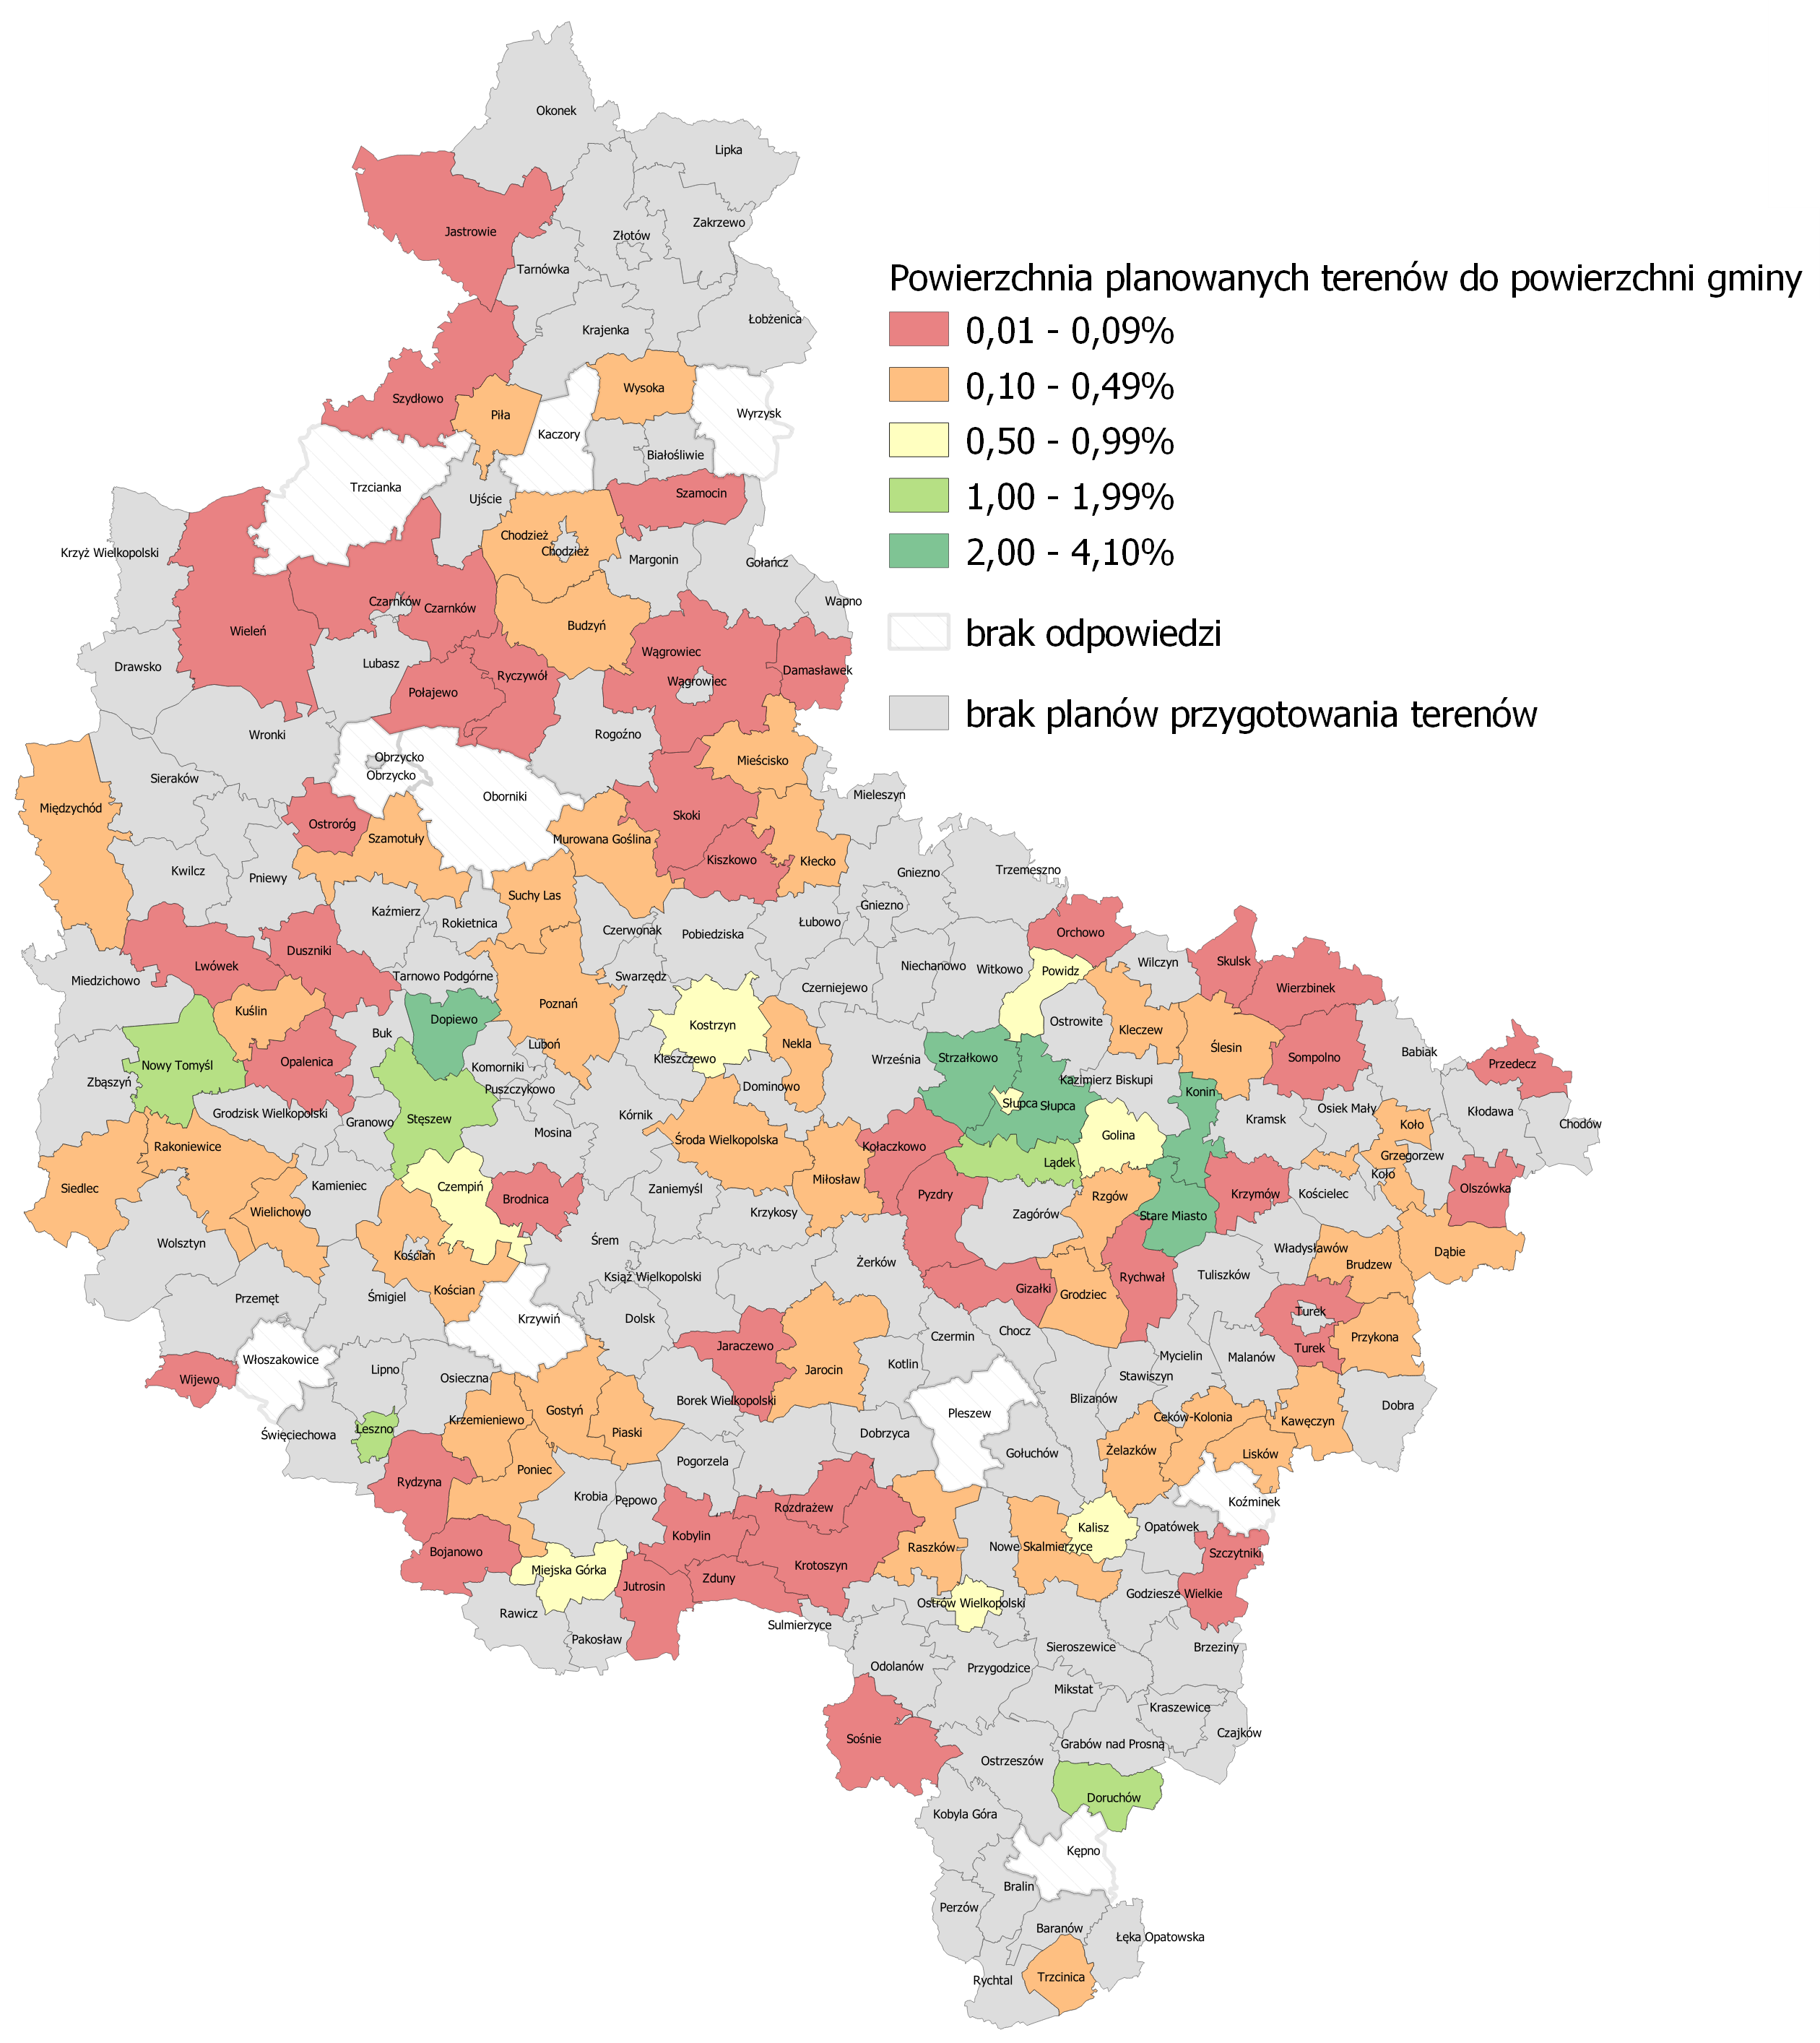 Okonek
Lipka
Zakrzewo
Jastrowie
Złotów
Tarnówka
Powierzchnia planowanych terenów do powierzchni gminy
Łobżenica
Krajenka
0,01 - 0,09%
Wysoka
0,10 - 0,49%
Szydłowo
Piła
Wyrzysk
Kaczory
0,50 - 0,99%
Białośliwie
Trzcianka
Szamocin
Ujście
1,00 - 1,99%
Chodzież
Chodzież
Krzyż Wielkopolski
2,00 - 4,10%
Margonin
Gołańcz
Czarnków
Czarnków
Wapno
Budzyń
Wieleń
brak odpowiedzi
Wągrowiec
Lubasz
Drawsko
Damasławek
Ryczywół
Wągrowiec
Połajewo
brak planów przygotowania terenów
Wronki
Rogoźno
Obrzycko
Mieścisko
Obrzycko
Sieraków
Oborniki
Mieleszyn
Międzychód
Skoki
Ostroróg
Szamotuły
Murowana Goślina
Kiszkowo
Kłecko
Kwilcz
Pniewy
Gniezno
Trzemeszno
Suchy Las
Gniezno
Kaźmierz
Rokietnica
Łubowo
Czerwonak
Pobiedziska
Orchowo
Duszniki
Lwówek
Niechanowo
Witkowo
Wilczyn
Skulsk
Powidz
Tarnowo Podgórne
Swarzędz
Miedzichowo
Czerniejewo
Wierzbinek
Poznań
Kuślin
Dopiewo
Kostrzyn
Ostrowite
Kleczew
Buk
Luboń
Nekla
Ślesin
Babiak
Opalenica
Kleszczewo
Września
Strzałkowo
Sompolno
Przedecz
Nowy Tomyśl
Komorniki
Zbąszyń
Puszczykowo
Dominowo
Kazimierz Biskupi
Konin
Słupca
Słupca
Osiek Mały
Kłodawa
Grodzisk Wielkopolski
Granowo
Stęszew
Kórnik
Kramsk
Koło
Chodów
Mosina
Środa Wielkopolska
Kołaczkowo
Golina
Rakoniewice
Lądek
Grzegorzew
Koło
Siedlec
Kamieniec
Czempiń
Zaniemyśl
Miłosław
Brodnica
Pyzdry
Rzgów
Krzymów
Kościelec
Olszówka
Wielichowo
Krzykosy
Zagórów
Stare Miasto
Wolsztyn
Śrem
Kościan
Władysławów
Dąbie
Żerków
Brudzew
Książ Wielkopolski
Rychwał
Tuliszków
Kościan
Gizałki
Grodziec
Przemęt
Śmigiel
Krzywiń
Dolsk
Turek
Jaraczewo
Czermin
Chocz
Przykona
Turek
Włoszakowice
Lipno
Jarocin
Kotlin
Mycielin
Malanów
Wijewo
Osieczna
Stawiszyn
Borek Wielkopolski
Blizanów
Dobra
Gostyń
Pleszew
Krzemieniewo
Ceków-Kolonia
Kawęczyn
Leszno
Święciechowa
Piaski
Dobrzyca
Gołuchów
Żelazków
Lisków
Pogorzela
Poniec
Rydzyna
Krobia
Pępowo
Rozdrażew
Koźminek
Kobylin
Kalisz
Opatówek
Bojanowo
Raszków
Nowe Skalmierzyce
Szczytniki
Miejska Górka
Krotoszyn
Zduny
Jutrosin
Godziesze Wielkie
Ostrów Wielkopolski
Rawicz
Sulmierzyce
Pakosław
Sieroszewice
Brzeziny
Odolanów
Przygodzice
Mikstat
Kraszewice
Czajków
Sośnie
Grabów nad Prosną
Ostrzeszów
Doruchów
Kobyla Góra
Kępno
Bralin
Perzów
Baranów
Łęka Opatowska
Trzcinica
Rychtal